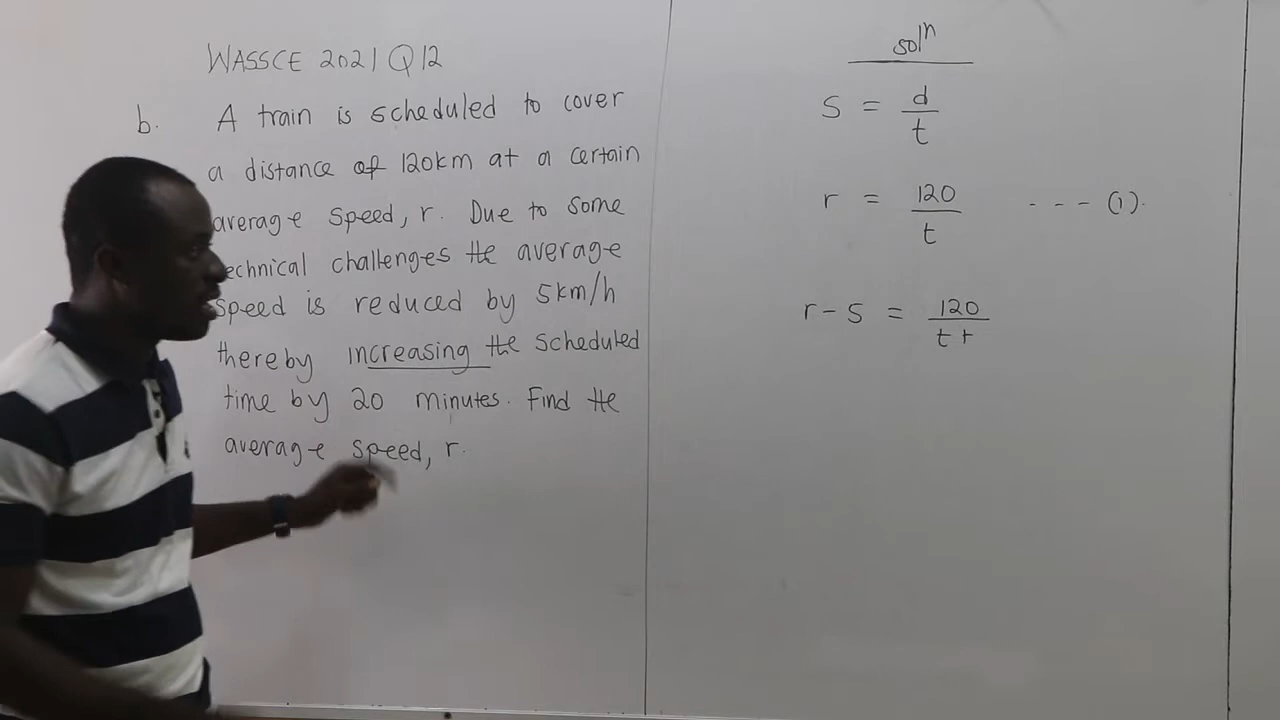 WASSCE 2021 Q12
b. A train is scheduled to cover
a distance of 120km at a certain
average speed, r. Due to some
technical challenges the average
speed is reduced by 5km/h
thereby increasing the scheduled
time by 20 minutes. Find the
average speed, r.
solⁿ
S = d/t
r = 120/t --- (1).
r - 5 = 120/t+